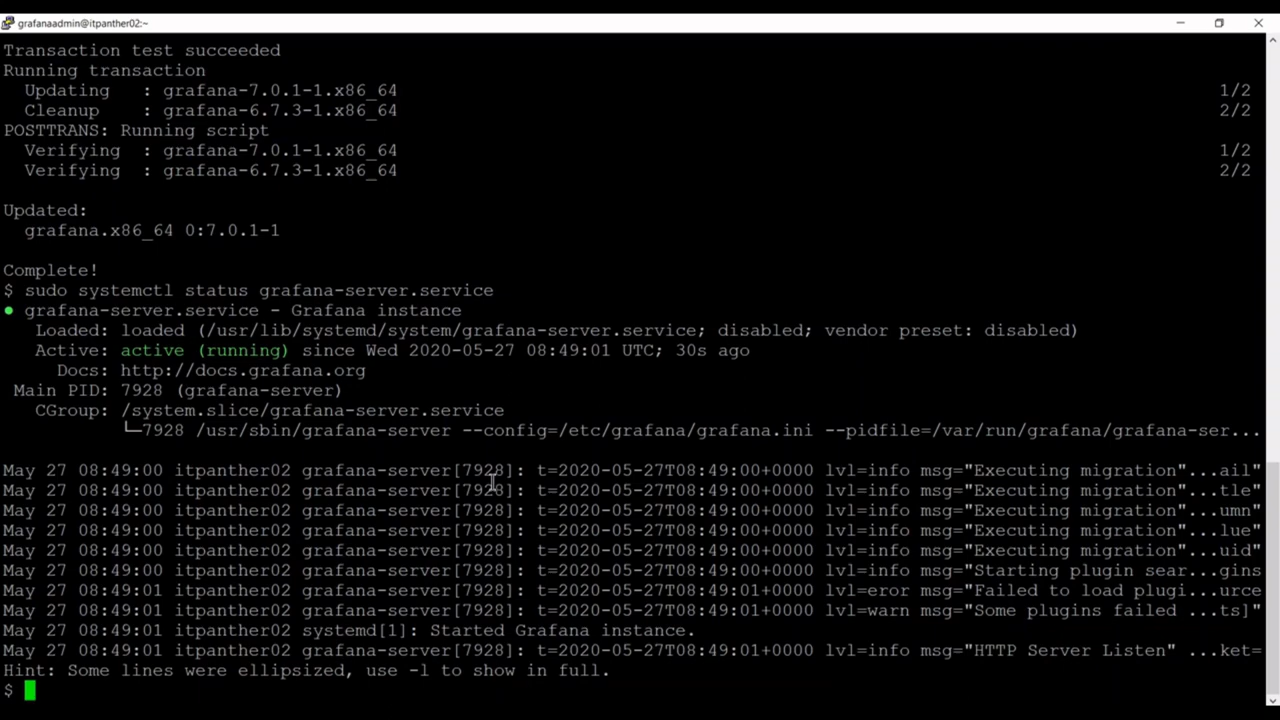 grafanaadmin@itpanther02:~
Transaction test succeeded
Running transaction
  Updating   : grafana-7.0.1-1.x86_64 1/2
  Cleanup    : grafana-6.7.3-1.x86_64 2/2
POSTTRANS: Running script
  Verifying  : grafana-7.0.1-1.x86_64 1/2
  Verifying  : grafana-6.7.3-1.x86_64 2/2
Updated:
  grafana.x86_64 0:7.0.1-1
Complete!
$ sudo systemctl status grafana-server.service
● grafana-server.service - Grafana instance
   Loaded: loaded (/usr/lib/systemd/system/grafana-server.service; disabled; vendor preset: disabled)
   Active: active (running) since Wed 2020-05-27 08:49:01 UTC; 30s ago
     Docs: http://docs.grafana.org
 Main PID: 7928 (grafana-server)
   CGroup: /system.slice/grafana-server.service
           └─7928 /usr/sbin/grafana-server --config=/etc/grafana/grafana.ini --pidfile=/var/run/grafana/grafana-ser...
May 27 08:49:00 itpanther02 grafana-server[7928]: t=2020-05-27T08:49:00+0000 lvl=info msg="Executing migration"...ail"
May 27 08:49:00 itpanther02 grafana-server[7928]: t=2020-05-27T08:49:00+0000 lvl=info msg="Executing migration"...tle"
May 27 08:49:00 itpanther02 grafana-server[7928]: t=2020-05-27T08:49:00+0000 lvl=info msg="Executing migration"...umn"
May 27 08:49:00 itpanther02 grafana-server[7928]: t=2020-05-27T08:49:00+0000 lvl=info msg="Executing migration"...lue"
May 27 08:49:00 itpanther02 grafana-server[7928]: t=2020-05-27T08:49:00+0000 lvl=info msg="Executing migration"...uid"
May 27 08:49:00 itpanther02 grafana-server[7928]: t=2020-05-27T08:49:00+0000 lvl=info msg="Starting plugin sear...gins
May 27 08:49:01 itpanther02 grafana-server[7928]: t=2020-05-27T08:49:01+0000 lvl=eror msg="Failed to load plugi...urce
May 27 08:49:01 itpanther02 grafana-server[7928]: t=2020-05-27T08:49:01+0000 lvl=warn msg="Some plugins failed ...ts]"
May 27 08:49:01 itpanther02 systemd[1]: Started Grafana instance.
May 27 08:49:01 itpanther02 grafana-server[7928]: t=2020-05-27T08:49:01+0000 lvl=info msg="HTTP Server Listen" ...ket=
Hint: Some lines were ellipsized, use -l to show in full.
$